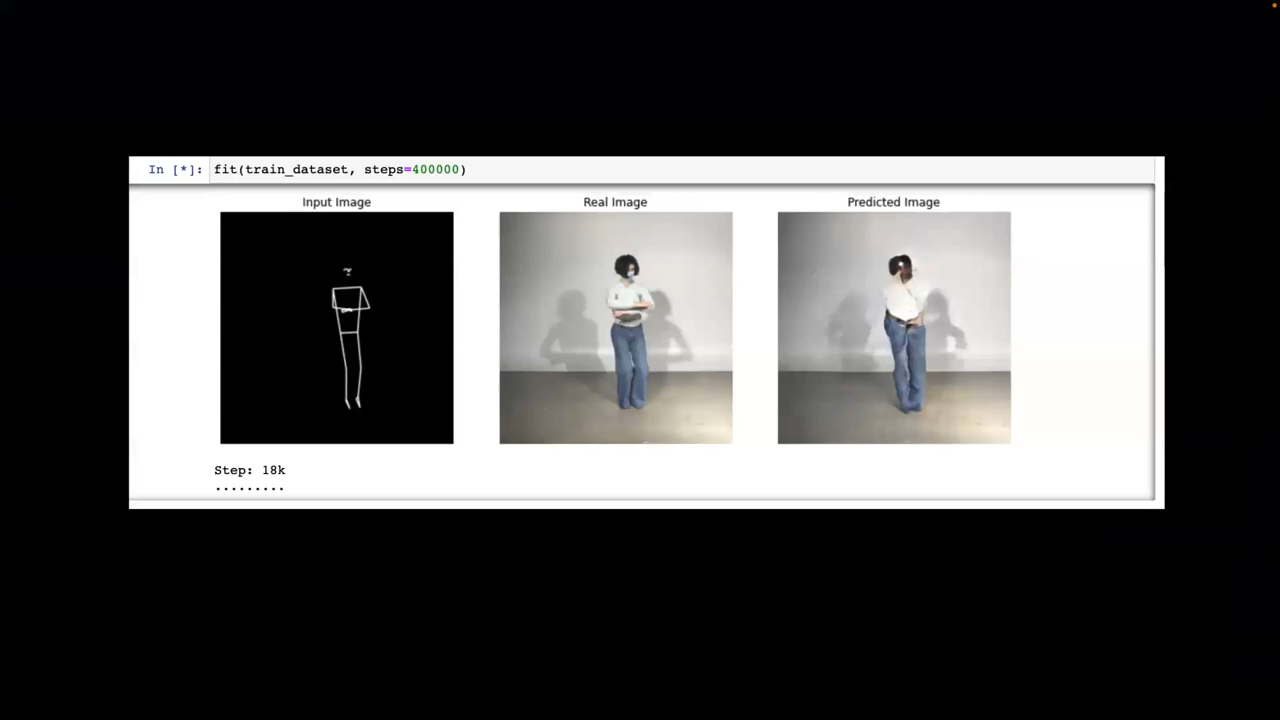 In [*]: fit(train_dataset, steps=400000)
Input Image
Real Image
Predicted Image
Step: 18k
.........